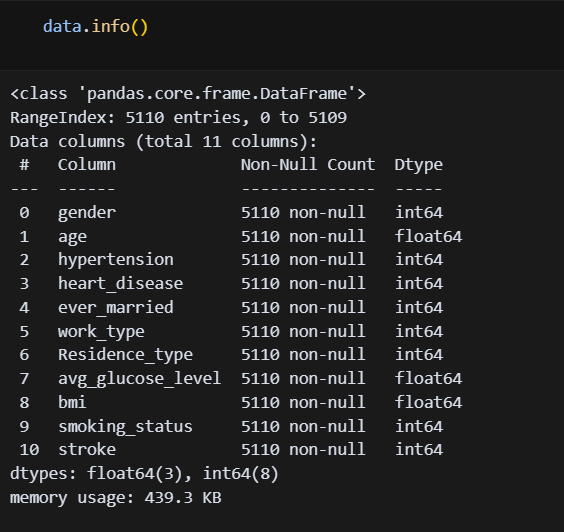 data.info()
<class 'pandas.core.frame.DataFrame'>
RangeIndex: 5110 entries, 0 to 5109
Data columns (total 11 columns):
 #   Column             Non-Null Count  Dtype
---  ------             --------------  -----
 0   gender             5110 non-null   int64
 1   age                5110 non-null   float64
 2   hypertension       5110 non-null   int64
 3   heart_disease      5110 non-null   int64
 4   ever_married       5110 non-null   int64
 5   work_type          5110 non-null   int64
 6   Residence_type     5110 non-null   int64
 7   avg_glucose_level  5110 non-null   float64
 8   bmi                5110 non-null   float64
 9   smoking_status     5110 non-null   int64
 10  stroke             5110 non-null   int64
dtypes: float64(3), int64(8)
memory usage: 439.3 KB